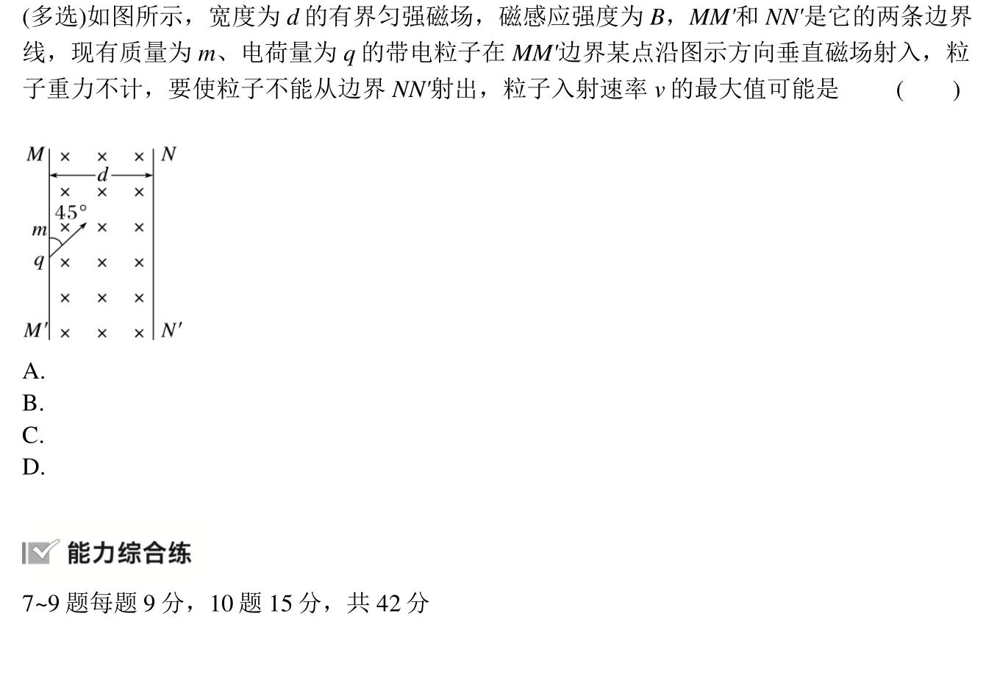 (多选)如图所示，宽度为 d 的有界匀强磁场，磁感应强度为 B，MM'和 NN'是它的两条边界
线，现有质量为 m、电荷量为 q 的带电粒子在 MM'边界某点沿图示方向垂直磁场射入，粒
子重力不计，要使粒子不能从边界 NN'射出，粒子入射速率 v 的最大值可能是 (  )
M × × × N
d
× × ×
45°
m × × ×
q × × ×
× × ×
M' × × × N'
A.
B.
C.
D.
能力综合练
7~9 题每题 9 分，10 题 15 分，共 42 分